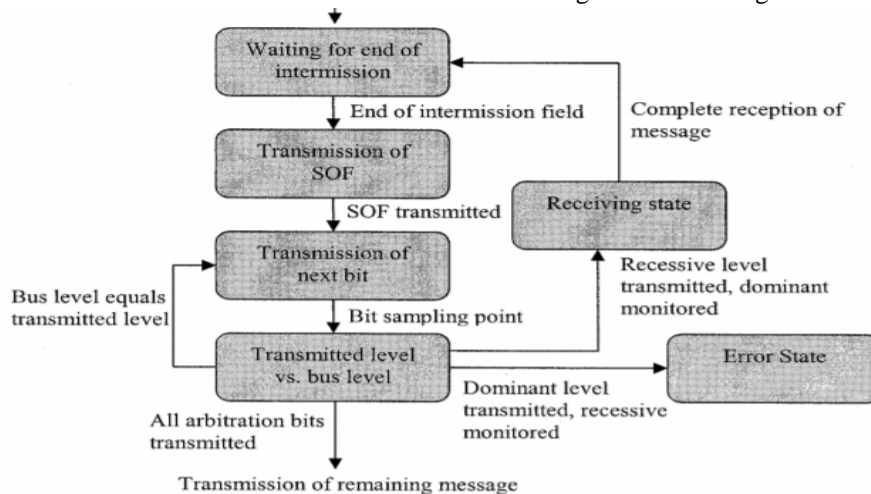 Waiting for end of
intermission
End of intermission field
Complete reception of
message
Transmission of
SOF
SOF transmitted
Receiving state
Transmission of
next bit
Recessive level
transmitted, dominant
monitored
Bus level equals
transmitted level
Bit sampling point
Transmitted level
vs. bus level
Error State
Dominant level
transmitted, recessive
monitored
All arbitration bits
transmitted
Transmission of remaining message